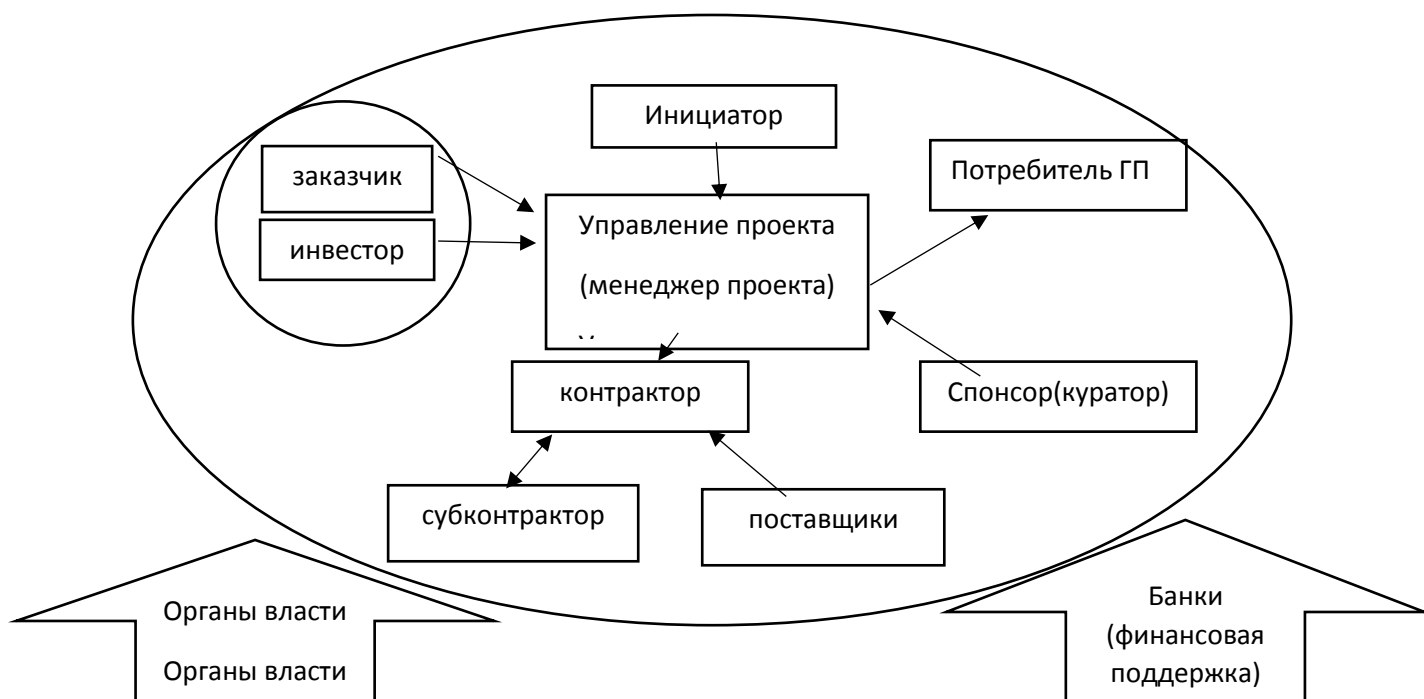 Инициатор
заказчик
Потребитель ГП
Управление проекта
инвестор
(менеджер проекта)
контрактор
Спонсор(куратор)
субконтрактор
поставщики
Органы власти
Органы власти
Банки
(финансовая
поддержка)